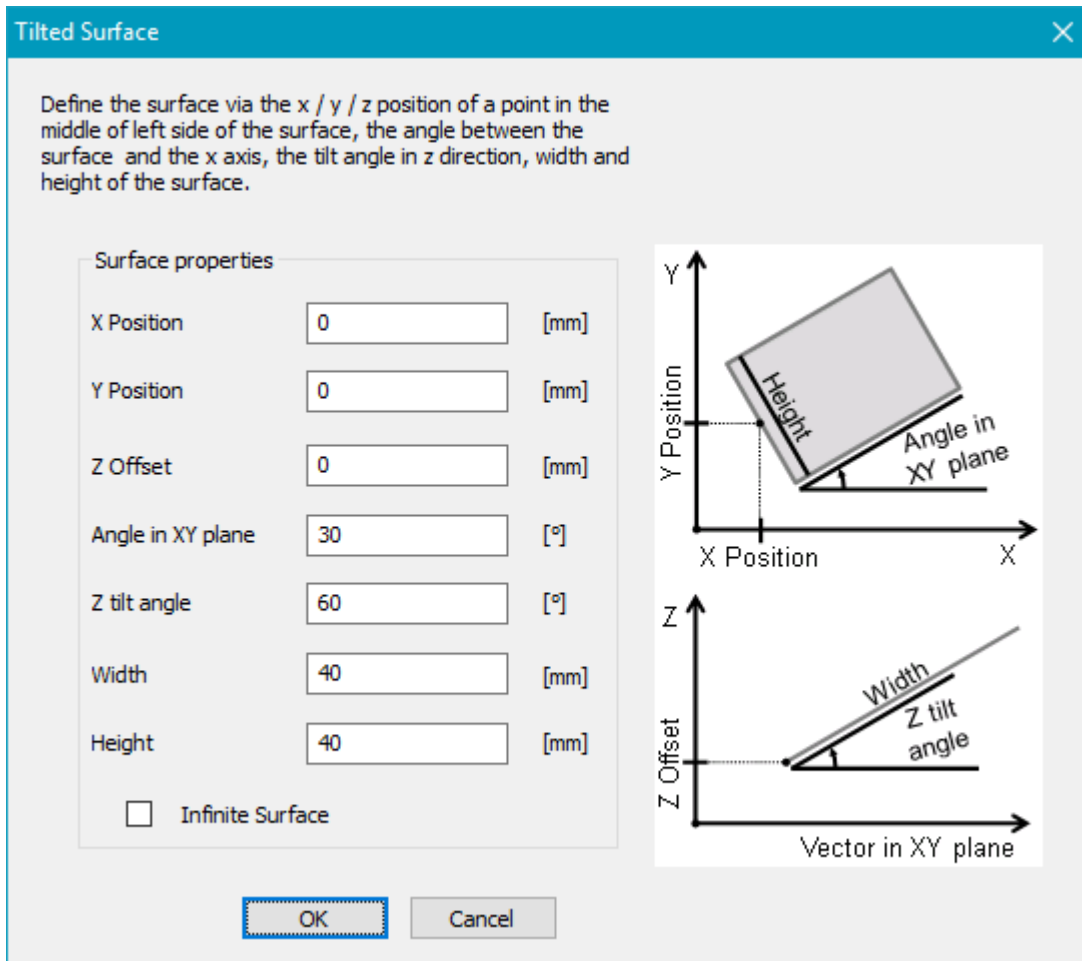 Tilted Surface
Define the surface via the x / y / z position of a point in the
middle of left side of the surface, the angle between the
surface  and the x axis, the tilt angle in z direction, width and
height of the surface.
Surface properties
X Position 0 [mm]
Y Position 0 [mm]
Z Offset 0 [mm]
Angle in XY plane 30 [°]
Z tilt angle 60 [°]
Width 40 [mm]
Height 40 [mm]
Infinite Surface
OK Cancel
Y
Y Position
Height
Angle in
XY plane
X Position X
Z
Z Offset
Width
Z tilt
angle
Vector in XY plane